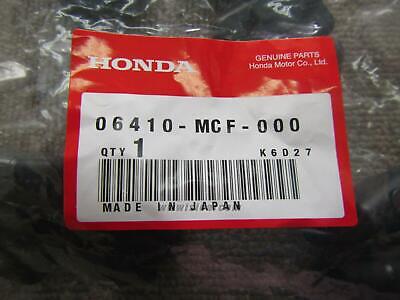 HONDA
GENUINE PARTS
Honda Motor Co., Ltd.
06410-MCF-000
QTY 1
K6D27
MADE IN JAPAN